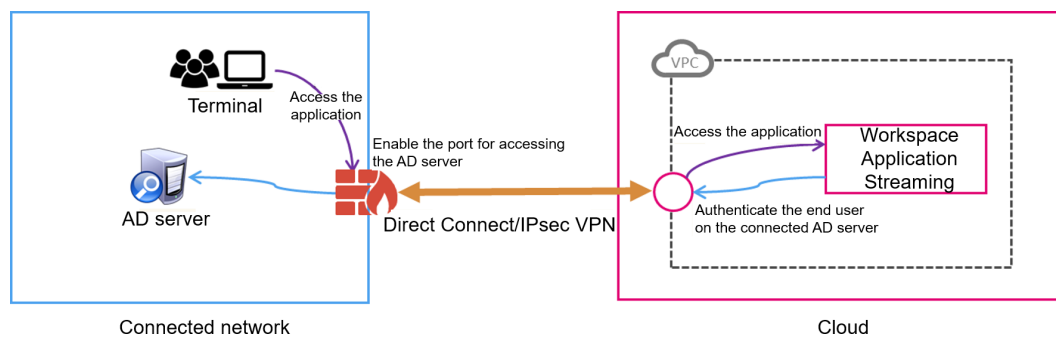 VPC
Terminal
Access the
application
Enable the port for accessing
the AD server
Access the application
Workspace
Application
Streaming
AD server
Direct Connect/IPsec VPN
Authenticate the end user
on the connected AD server
Connected network
Cloud